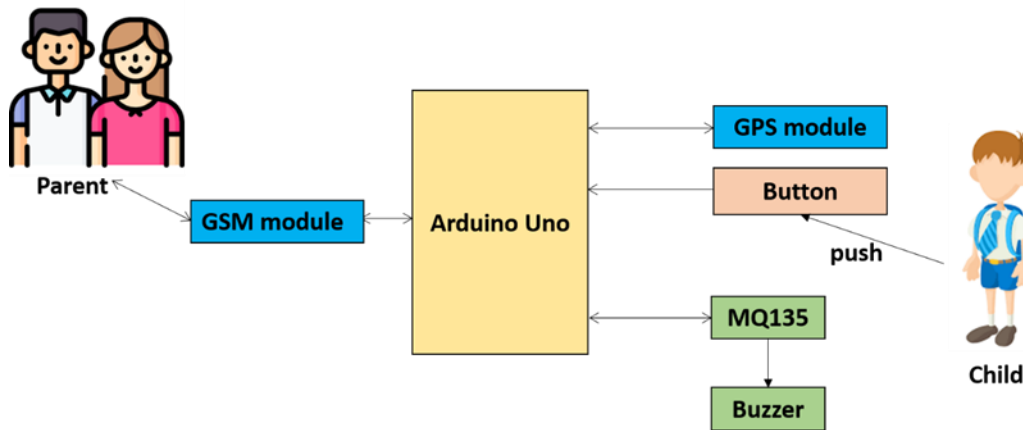 Parent
GSM module
Arduino Uno
GPS module
Button
push
MQ135
Buzzer
Child